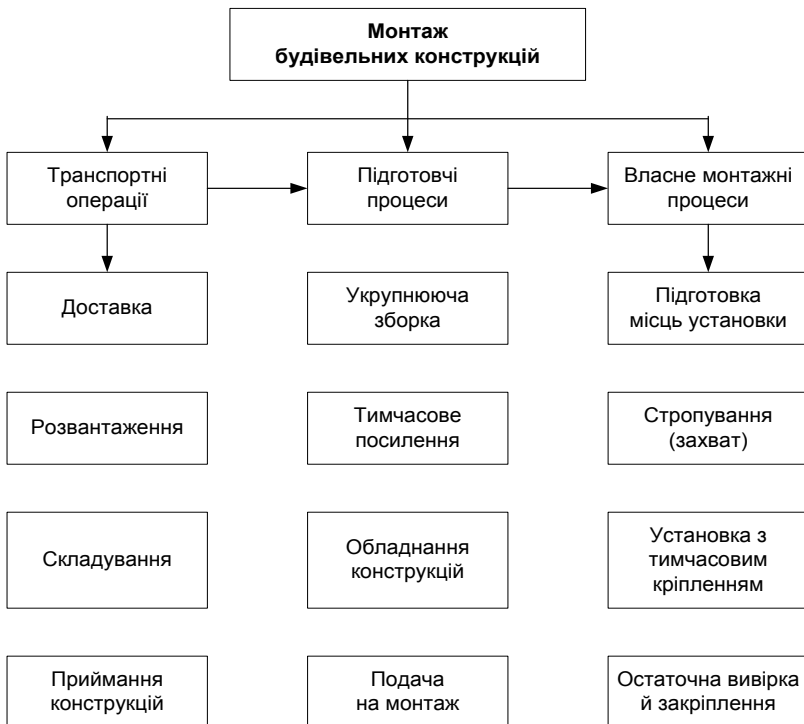 Монтаж
будівельних конструкцій
Транспортні
операції
Підготовчі
процеси
Власне монтажні
процеси
Доставка
Укрупнююча
зборка
Підготовка
місць установки
Розвантаження
Тимчасове
посилення
Стропування
(захват)
Складування
Обладнання
конструкцій
Установка з
тимчасовим
кріпленням
Приймання
конструкцій
Подача
на монтаж
Остаточна вивірка
й закріплення